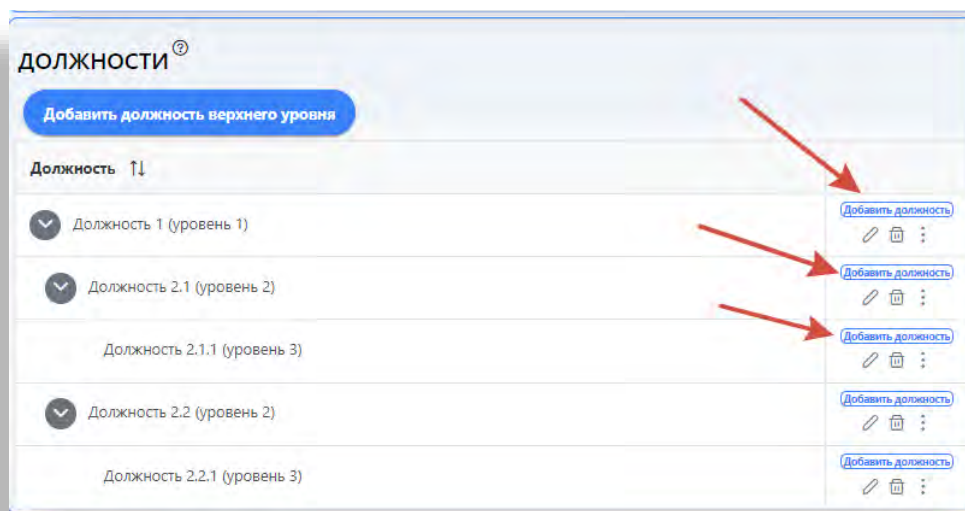 ДОЛЖНОСТИ
Добавить должность верхнего уровня
Должность
Добавить должность
Должность 1 (уровень 1)
Добавить должность
Должность 2.1 (уровень 2)
Добавить должность
Должность 2.1.1 (уровень 3)
Добавить должность
Должность 2.2 (уровень 2)
Добавить должность
Должность 2.2.1 (уровень 3)